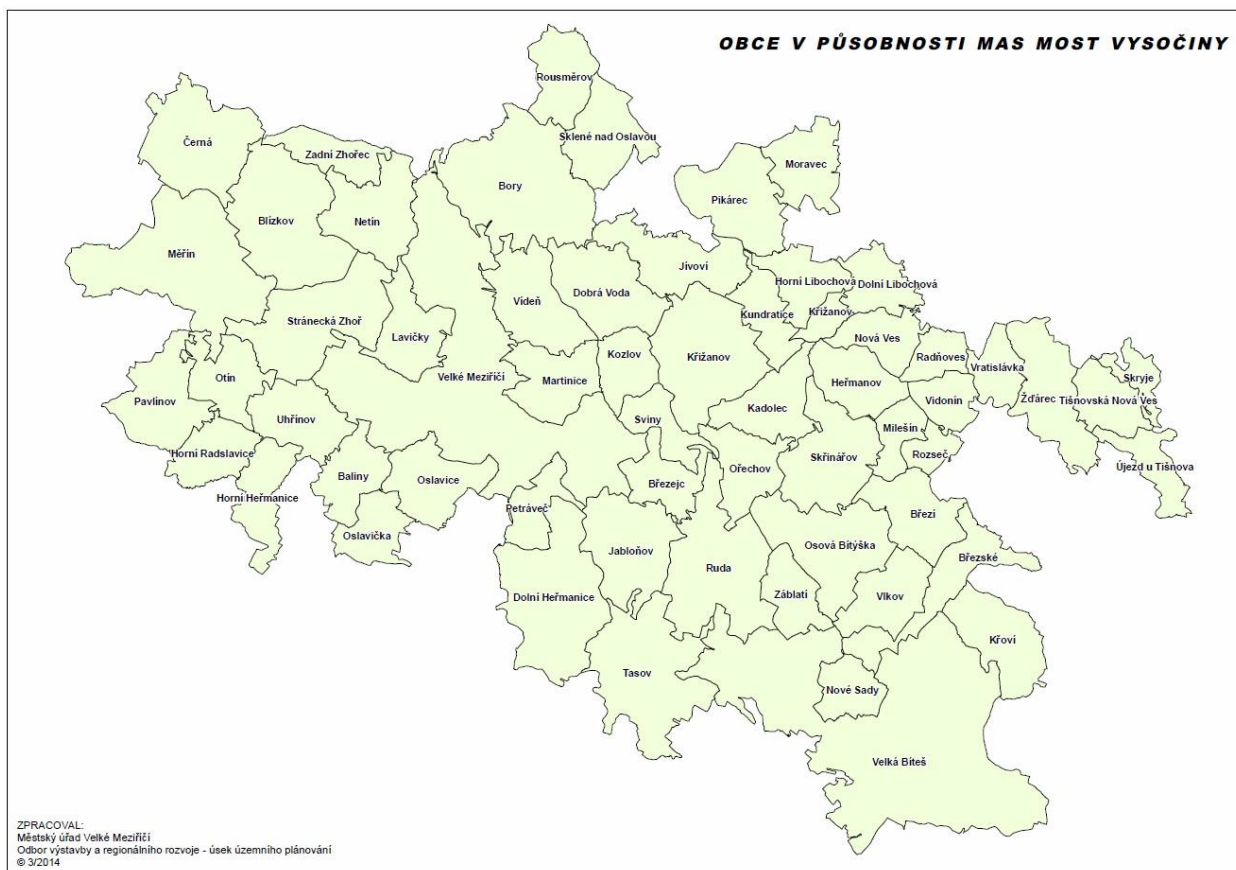 OBCE V PŮSOBNOSTI MAS MOST VYSOČINY
Rousměrov
Sklené nad Oslavou
Černá
Zadní Zhořec
Moravec
Bory
Pikárec
Blízkov
Netín
Měřín
Jívoví
Horní Libochová
Dolní Libochová
Vídeň
Dobrá Voda
Kundratice
Křižanov
Stránecká Zhoř
Lavičky
Nová Ves
Kozlov
Křižanov
Radňoves
Vratislávka
Skryje
Otín
Velké Meziříčí
Martinice
Heřmanov
Pavlínov
Vidonín
Žďárec
Tišnovská Nová Ves
Kadolec
Uhřínov
Sviny
Milešín
Horní Radslavice
Rozseč
Újezd u Tišnova
Baliny
Oslavice
Ořechov
Skřinářov
Březejc
Horní Heřmanice
Petráveč
Březí
Oslavička
Jabloňov
Osová Bítýška
Březské
Ruda
Dolní Heřmanice
Záblatí
Vlkov
Křoví
Tasov
Nové Sady
Velká Bíteš
ZPRACOVAL:
Městský úřad Velké Meziříčí
Odbor výstavby a regionálního rozvoje - úsek územního plánování
© 3/2014